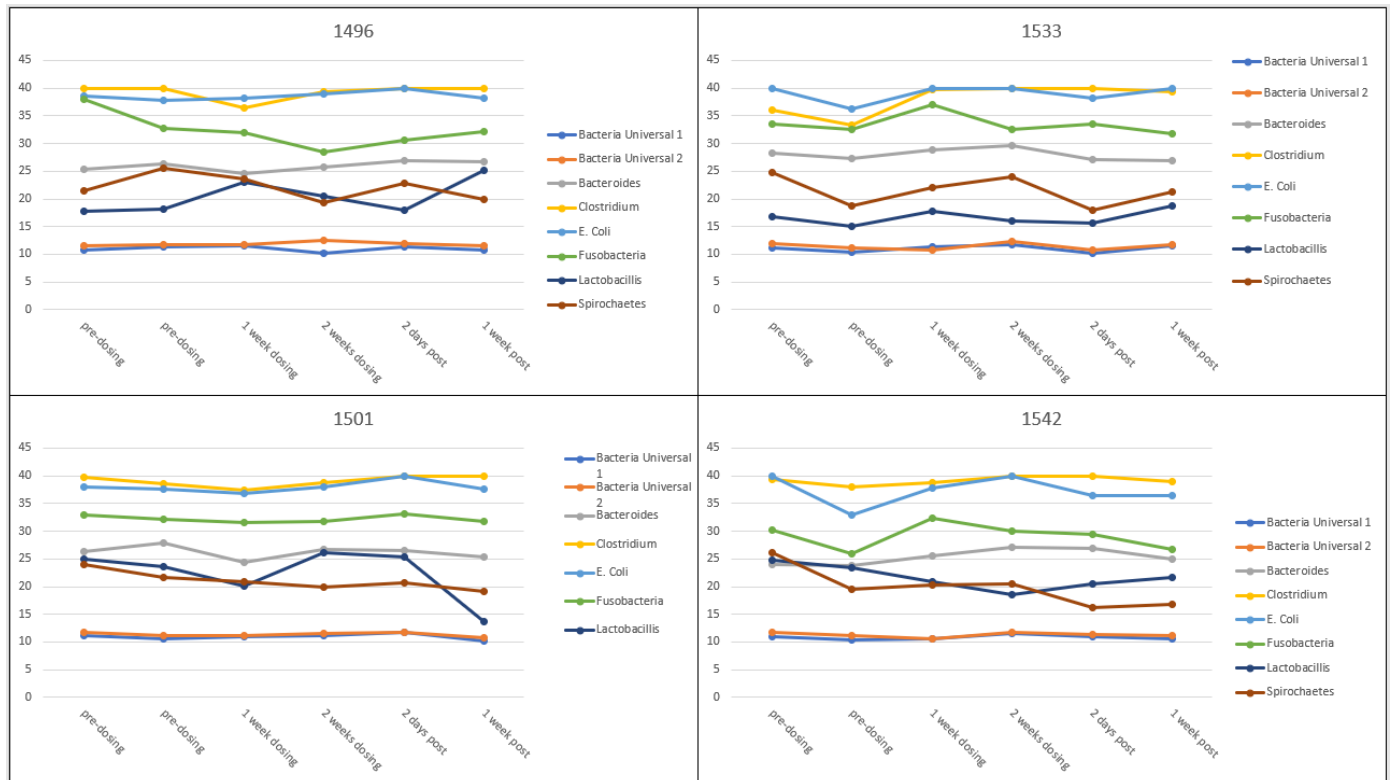 1496
45
40
35
30
25
20
15
10
5
0
pre-dosing
pre-dosing
1 week dosing
2 weeks dosing
2 days post
1 week post
Bacteria Universal 1
Bacteria Universal 2
Bacteroides
Clostridium
E. Coli
Fusobacteria
Lactobacillis
Spirochaetes
1533
45
40
35
30
25
20
15
10
5
0
pre-dosing
pre-dosing
1 week dosing
2 weeks dosing
2 days post
1 week post
Bacteria Universal 1
Bacteria Universal 2
Bacteroides
Clostridium
E. Coli
Fusobacteria
Lactobacillis
Spirochaetes
1501
45
40
35
30
25
20
15
10
5
0
pre-dosing
pre-dosing
1 week dosing
2 weeks dosing
2 days post
1 week post
Bacteria Universal
1
Bacteria Universal
2
Bacteroides
Clostridium
E. Coli
Fusobacteria
Lactobacillis
1542
45
40
35
30
25
20
15
10
5
0
pre-dosing
pre-dosing
1 week dosing
2 weeks dosing
2 days post
1 week post
Bacteria Universal 1
Bacteria Universal 2
Bacteroides
Clostridium
E. Coli
Fusobacteria
Lactobacillis
Spirochaetes